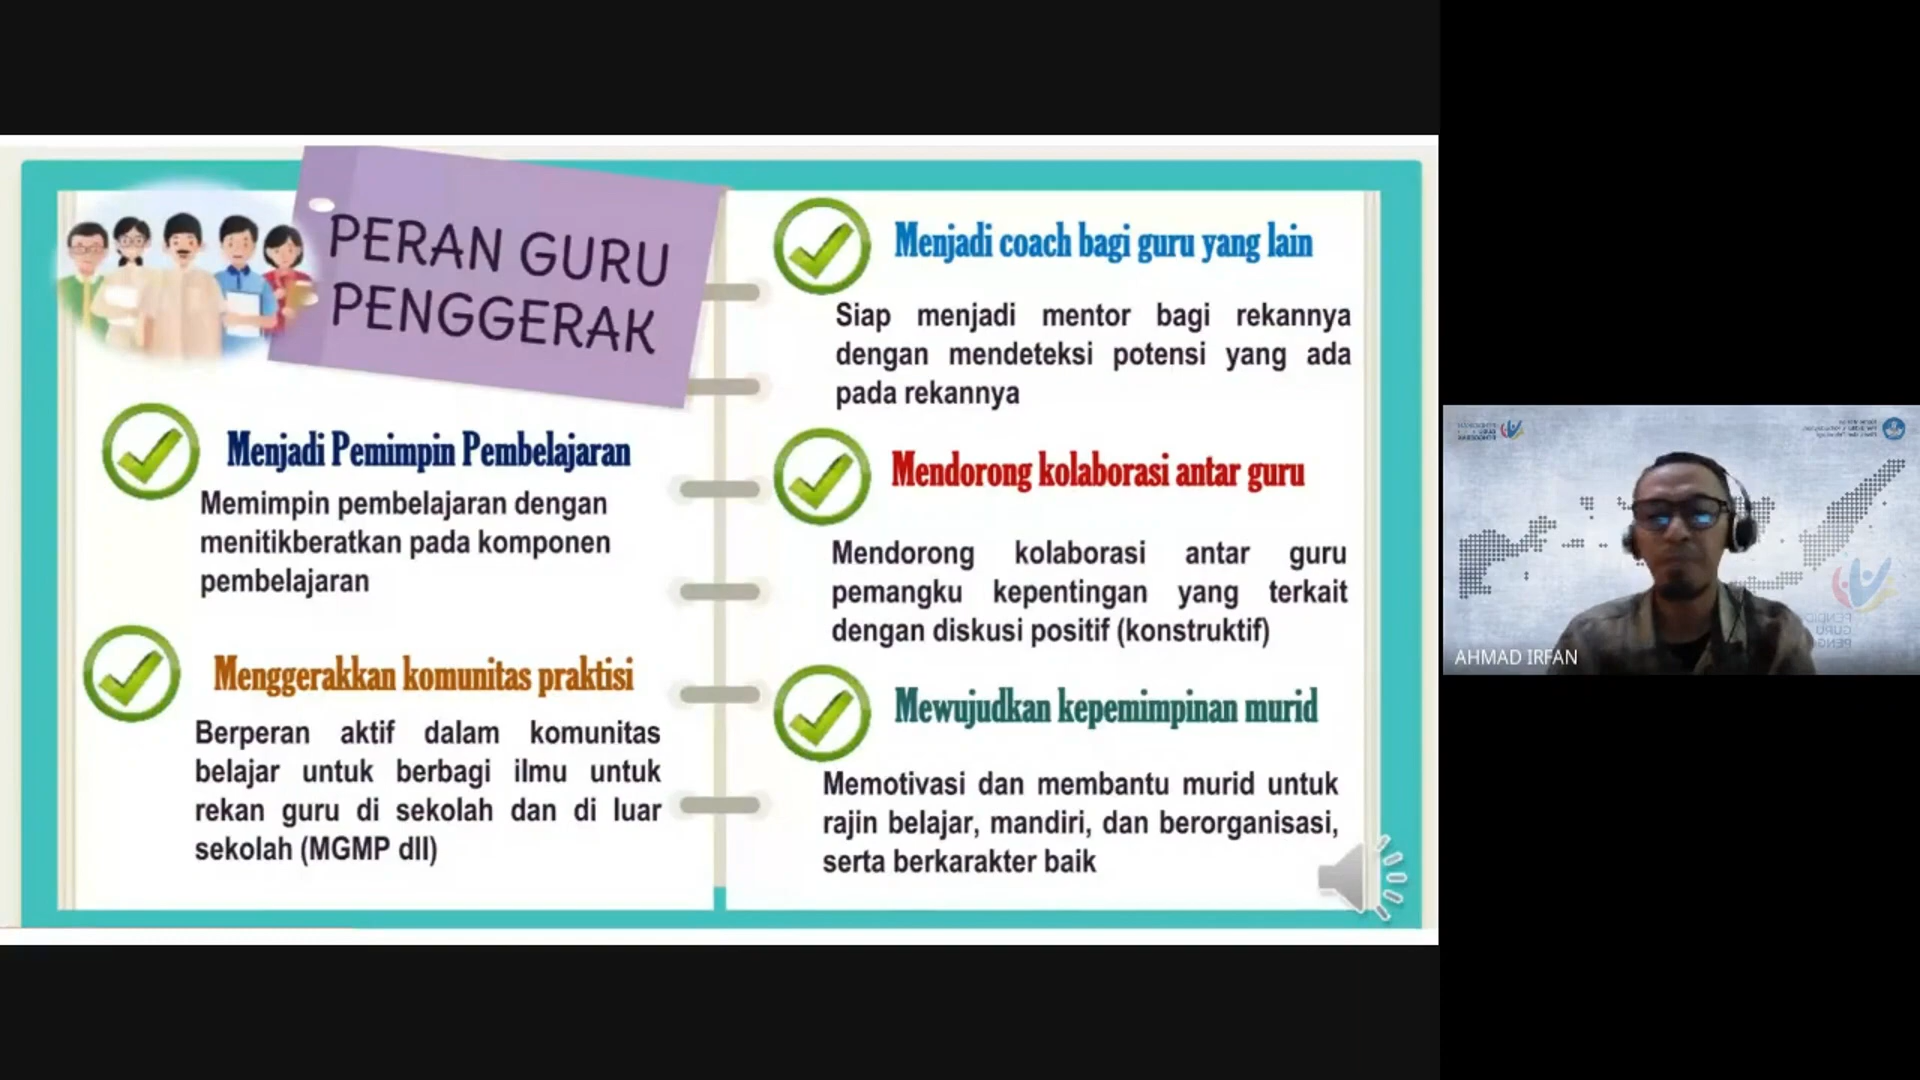 PERAN GURU
PENGGERAK
Menjadi Pemimpin Pembelajaran
Memimpin pembelajaran dengan
menitikberatkan pada komponen
pembelajaran
Menggerakkan komunitas praktisi
Berperan aktif dalam komunitas
belajar untuk berbagi ilmu untuk
rekan guru di sekolah dan di luar
sekolah (MGMP dll)
Menjadi coach bagi guru yang lain
Siap menjadi mentor bagi rekannya
dengan mendeteksi potensi yang ada
pada rekannya
Mendorong kolaborasi antar guru
Mendorong kolaborasi antar guru
pemangku kepentingan yang terkait
dengan diskusi positif (konstruktif)
Mewujudkan kepemimpinan murid
Memotivasi dan membantu murid untuk
rajin belajar, mandiri, dan berorganisasi,
serta berkarakter baik
AHMAD IRFAN